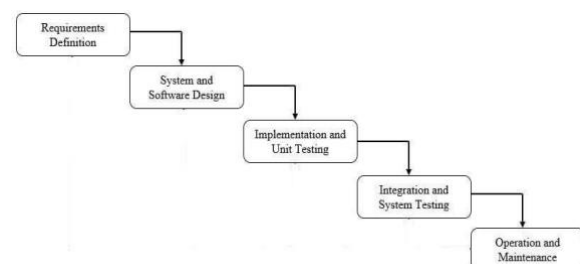 Requirements
Definition
System and
Software Design
Implementation and
Unit Testing
Integration and
System Testing
Operation and
Maintenance